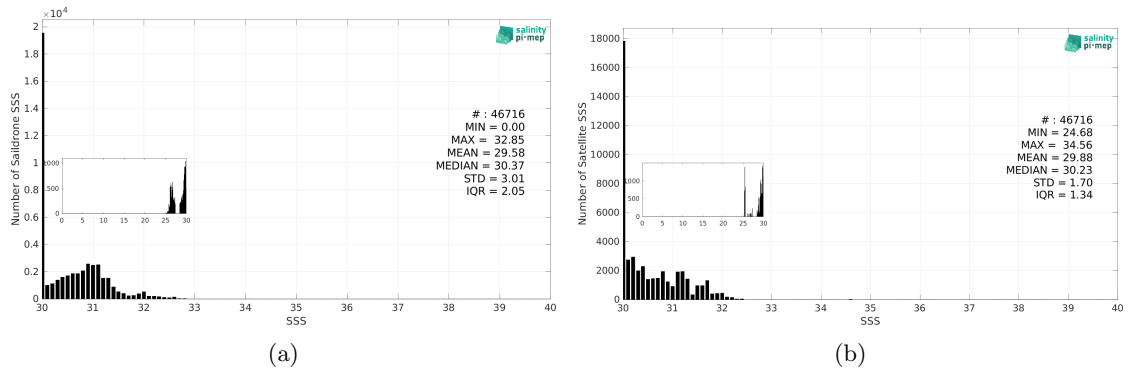 ×10⁴
2
1.8
1.6
1.4
1.2
1
0.8
0.6
0.4
0.2
0
Number of Saildrone SSS
salinity
pi-mep
# : 46716
MIN = 0.00
MAX = 32.85
MEAN = 29.58
MEDIAN = 30.37
STD = 3.01
IQR = 2.05
1000
500
0
0 5 10 15 20 25 30
30 31 32 33 34 35 36 37 38 39 40
SSS
(a)
18000
16000
14000
12000
10000
8000
6000
4000
2000
0
Number of Satellite SSS
salinity
pi-mep
# : 46716
MIN = 24.68
MAX = 34.56
MEAN = 29.88
MEDIAN = 30.23
STD = 1.70
IQR = 1.34
1000
500
0
0 5 10 15 20 25 30
30 31 32 33 34 35 36 37 38 39 40
SSS
(b)